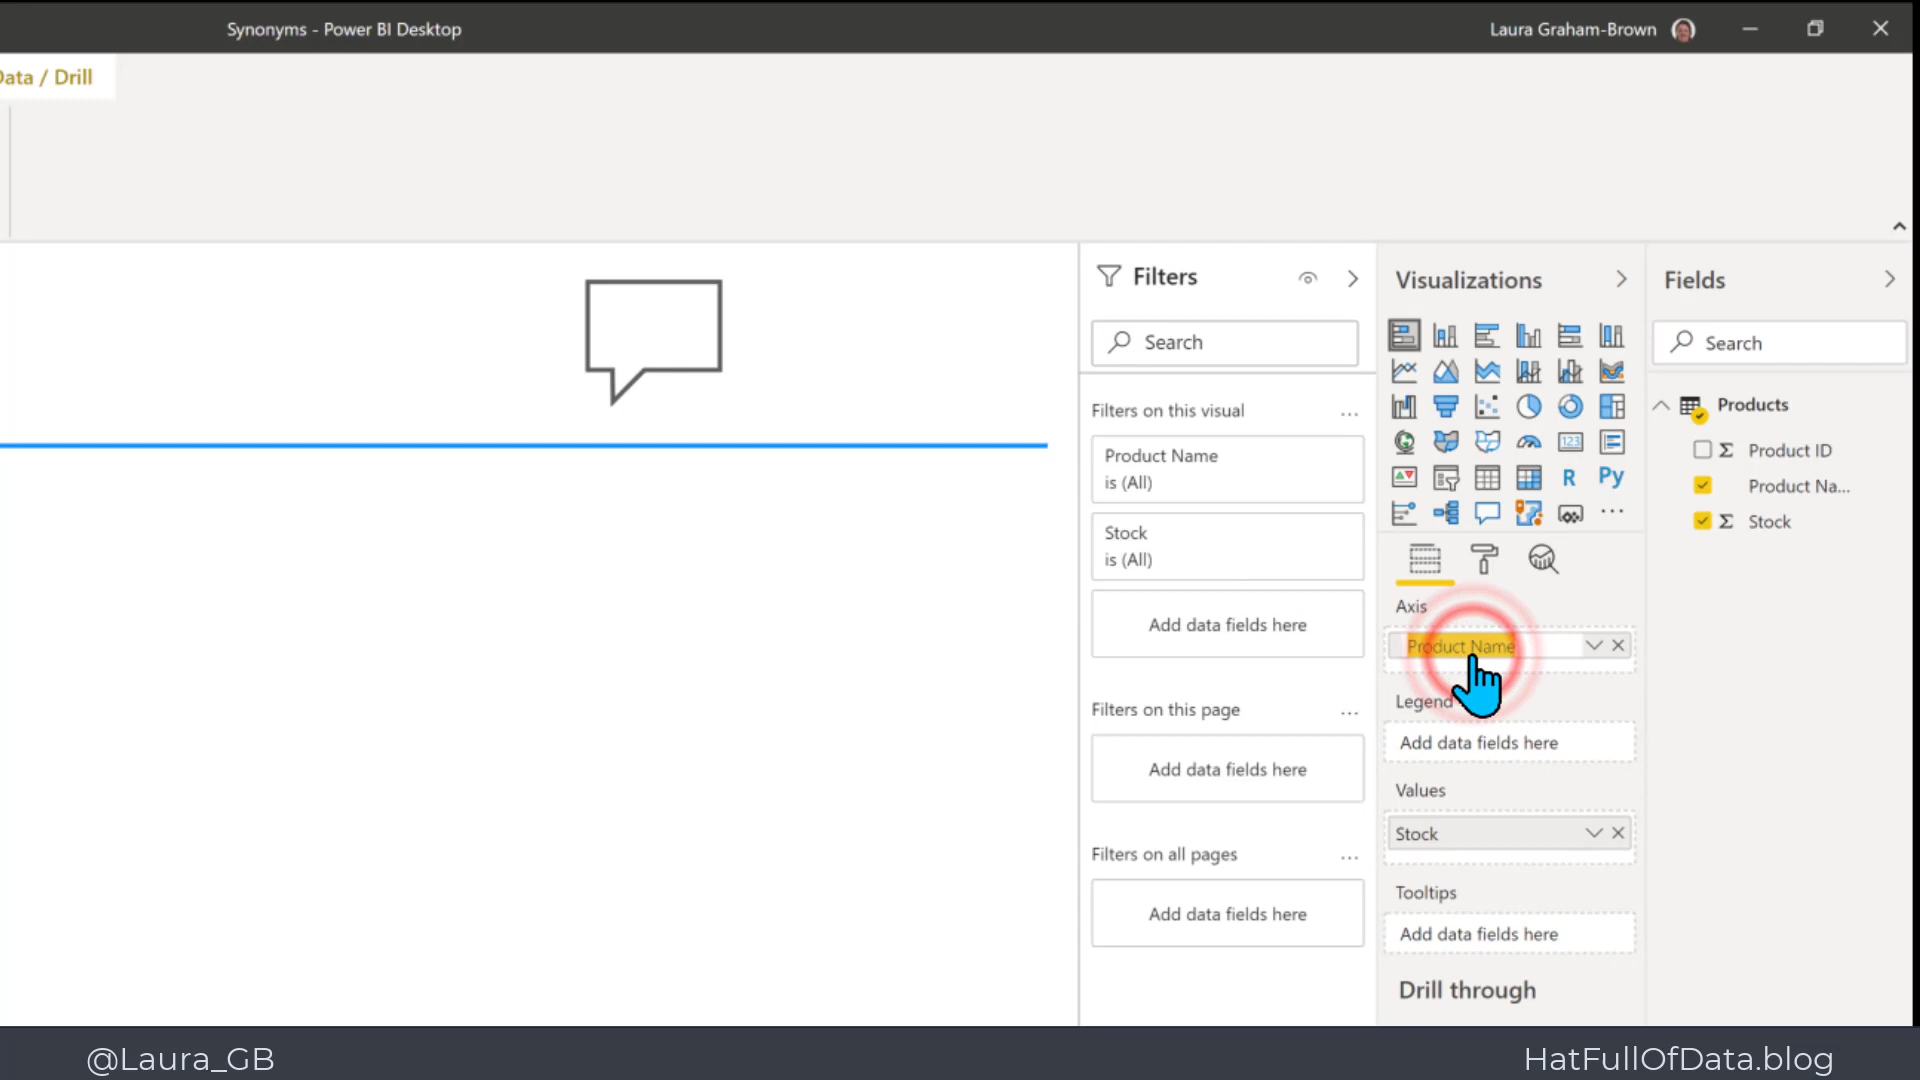 Synonyms - Power BI Desktop
Laura Graham-Brown
Data / Drill
Filters
Search
Filters on this visual
...
Product Name
is (All)
Stock
is (All)
Add data fields here
Filters on this page
...
Add data fields here
Filters on all pages
...
Add data fields here
Visualizations
123
R
Py
...
Axis
Product Name
Legend
Add data fields here
Values
Stock
Tooltips
Add data fields here
Drill through
Fields
Search
Products
Σ Product ID
Product Na...
Σ Stock
@Laura_GB
HatFullOfData.blog